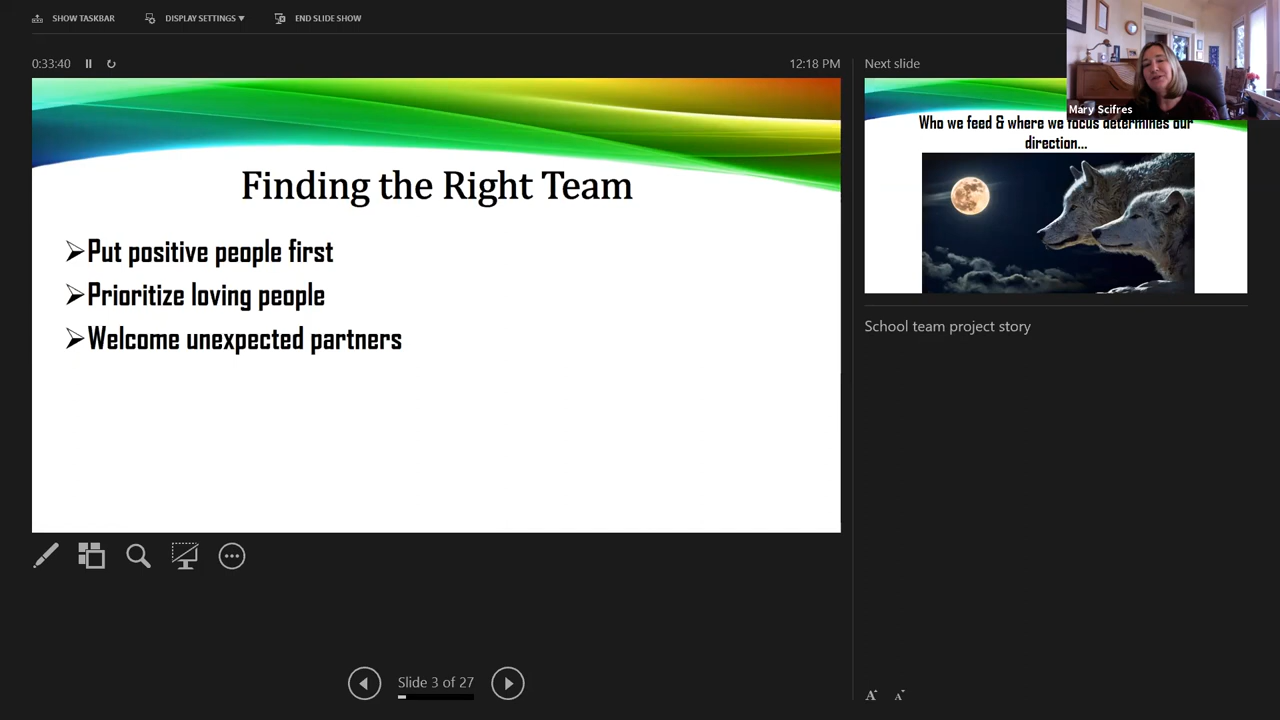 SHOW TASKBAR
DISPLAY SETTINGS ▼
END SLIDE SHOW
0:33:40
12:18 PM
Finding the Right Team
➢Put positive people first
➢Prioritize loving people
➢Welcome unexpected partners
Slide 3 of 27
Next slide
Mary Scifres
Who we feed & where we focus determines our
direction...
School team project story
A A